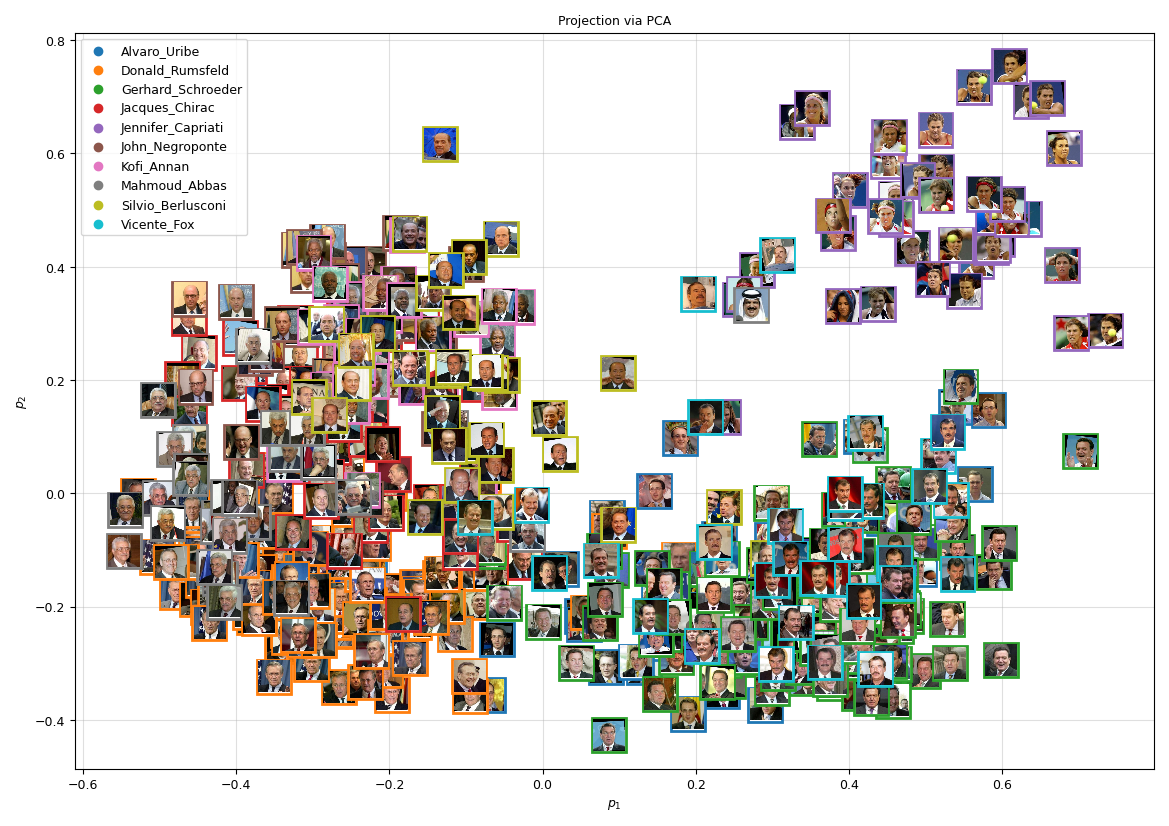 Projection via PCA
Alvaro_Uribe
Donald_Rumsfeld
Gerhard_Schroeder
Jacques_Chirac
Jennifer_Capriati
John_Negroponte
Kofi_Annan
Mahmoud_Abbas
Silvio_Berlusconi
Vicente_Fox
0.8
0.6
0.4
0.2
0.0
−0.2
−0.4
p2
−0.6
−0.4
−0.2
0.0
0.2
0.4
0.6
p1